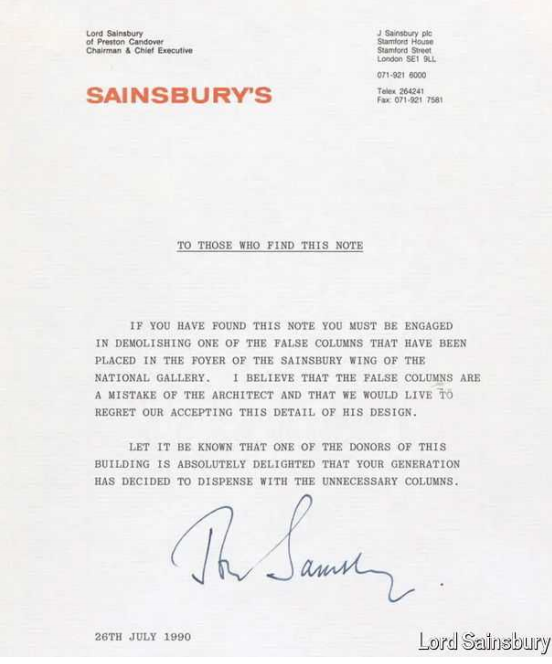 Lord Sainsbury
of Preston Candover
Chairman & Chief Executive
J Sainsbury plc
Stamford House
Stamford Street
London SE1 9LL
071-921 6000
Telex 264241
Fax: 071-921 7581
SAINSBURY'S
TO THOSE WHO FIND THIS NOTE
IF YOU HAVE FOUND THIS NOTE YOU MUST BE ENGAGED
IN DEMOLISHING ONE OF THE FALSE COLUMNS THAT HAVE BEEN
PLACED IN THE FOYER OF THE SAINSBURY WING OF THE
NATIONAL GALLERY. I BELIEVE THAT THE FALSE COLUMNS ARE
A MISTAKE OF THE ARCHITECT AND THAT WE WOULD LIVE TO
REGRET OUR ACCEPTING THIS DETAIL OF HIS DESIGN.
LET IT BE KNOWN THAT ONE OF THE DONORS OF THIS
BUILDING IS ABSOLUTELY DELIGHTED THAT YOUR GENERATION
HAS DECIDED TO DISPENSE WITH THE UNNECESSARY COLUMNS.
26TH JULY 1990
Lord Sainsbury